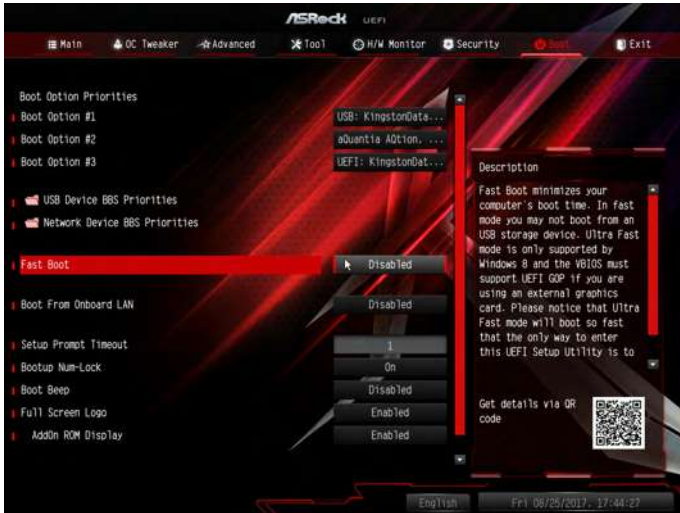 ASRock UEFI
Main
OC Tweaker
Advanced
Tool
H/W Monitor
Security
Boot
Exit
Boot Option Priorities
Boot Option #1 USB: KingstonData...
Boot Option #2 aQuantia AQtion. ...
Boot Option #3 UEFI: KingstonDat...
USB Device BBS Priorities
Network Device BBS Priorities
Fast Boot Disabled
Boot From Onboard LAN Disabled
Setup Prompt Timeout 1
Bootup Num-Lock On
Boot Beep Disabled
Full Screen Logo Enabled
AddOn ROM Display Enabled
Description
Fast Boot minimizes your
computer's boot time. In fast
mode you may not boot from an
USB storage device. Ultra Fast
mode is only supported by
Windows 8 and the VBIOS must
support UEFI GOP if you are
using an external graphics
card. Please notice that Ultra
Fast mode will boot so fast
that the only way to enter
this UEFI Setup Utility is to
Get details via QR
code
English
Fri 08/25/2017. 17:44:27